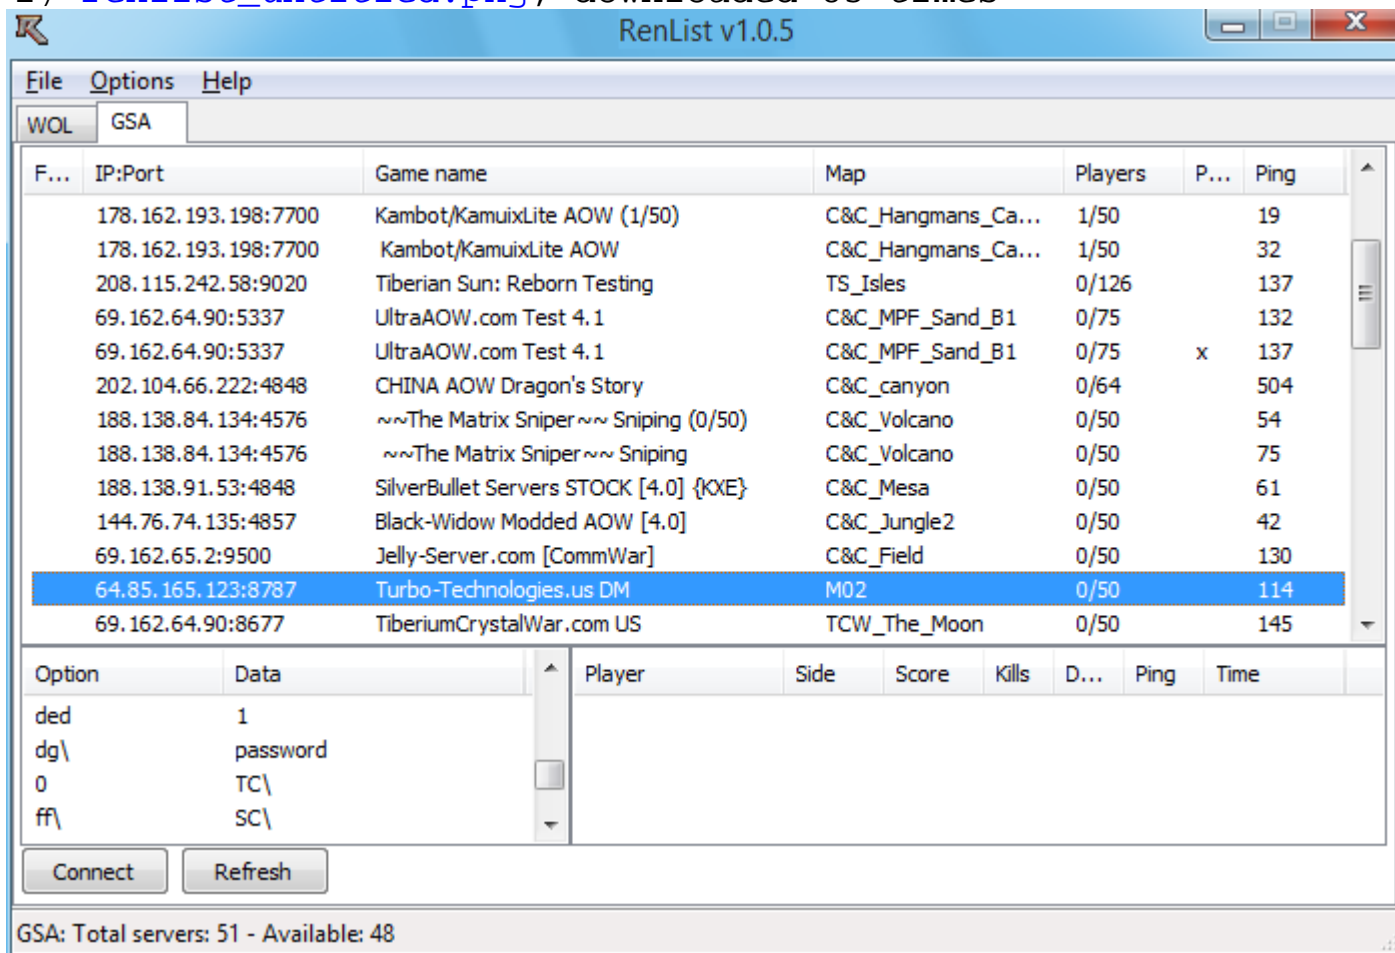 RenList v1.0.5
File Options Help
WOL GSA
F... IP:Port Game name Map Players P... Ping
178.162.193.198:7700 Kambot/KamuixLite AOW (1/50) C&C_Hangmans_Ca... 1/50 19
178.162.193.198:7700 Kambot/KamuixLite AOW C&C_Hangmans_Ca... 1/50 32
208.115.242.58:9020 Tiberian Sun: Reborn Testing TS_Isles 0/126 137
69.162.64.90:5337 UltraAOW.com Test 4.1 C&C_MPF_Sand_B1 0/75 132
69.162.64.90:5337 UltraAOW.com Test 4.1 C&C_MPF_Sand_B1 0/75 x 137
202.104.66.222:4848 CHINA AOW Dragon's Story C&C_canyon 0/64 504
188.138.84.134:4576 ~~The Matrix Sniper~~ Sniping (0/50) C&C_Volcano 0/50 54
188.138.84.134:4576 ~~The Matrix Sniper~~ Sniping C&C_Volcano 0/50 75
188.138.91.53:4848 SilverBullet Servers STOCK [4.0] {KXE} C&C_Mesa 0/50 61
144.76.74.135:4857 Black-Widow Modded AOW [4.0] C&C_Jungle2 0/50 42
69.162.65.2:9500 Jelly-Server.com [CommWar] C&C_Field 0/50 130
64.85.165.123:8787 Turbo-Technologies.us DM M02 0/50 114
69.162.64.90:8677 TiberiumCrystalWar.com US TCW_The_Moon 0/50 145
Option Data Player Side Score Kills D... Ping Time
ded 1
dg\ password
0 TC\
ff\ SC\
Connect Refresh
GSA: Total servers: 51 - Available: 48